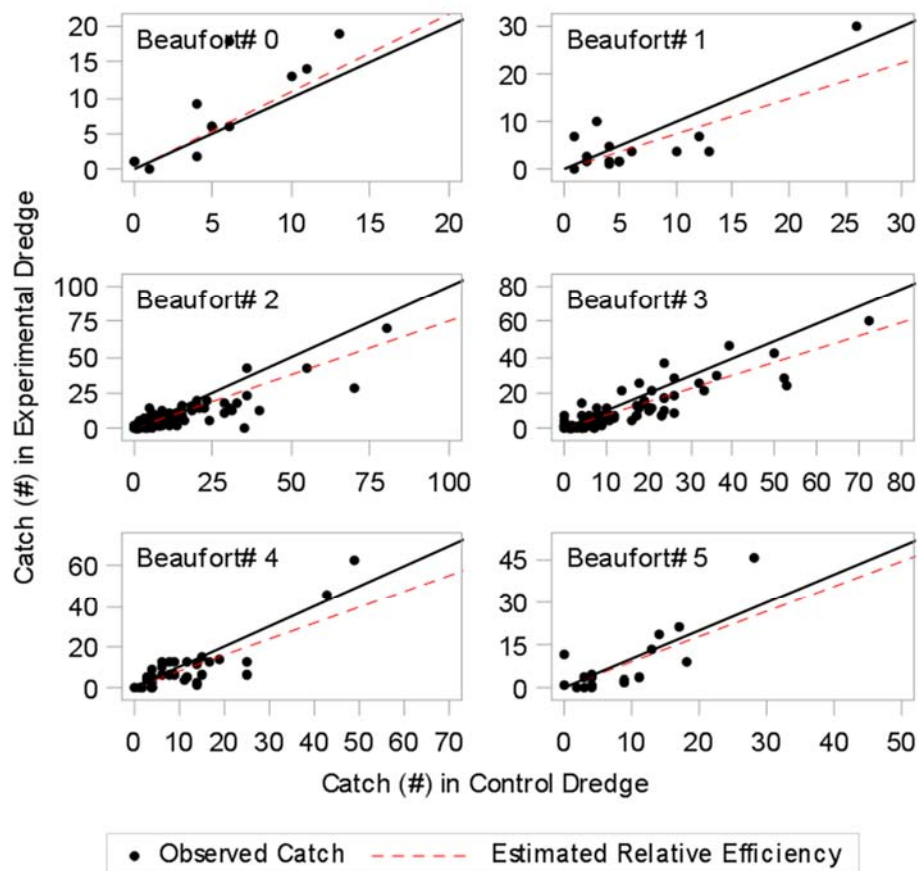 Catch (#) in Experimental Dredge
Beaufort# 0
20
15
10
5
0
0 5 10 15 20
Beaufort# 1
30
20
10
0
0 5 10 15 20 25 30
Beaufort# 2
100
75
50
25
0
0 25 50 75 100
Beaufort# 3
80
60
40
20
0
0 10 20 30 40 50 60 70 80
Beaufort# 4
60
40
20
0
0 10 20 30 40 50 60 70
Beaufort# 5
45
30
15
0
0 10 20 30 40 50
Catch (#) in Control Dredge
Observed Catch Estimated Relative Efficiency